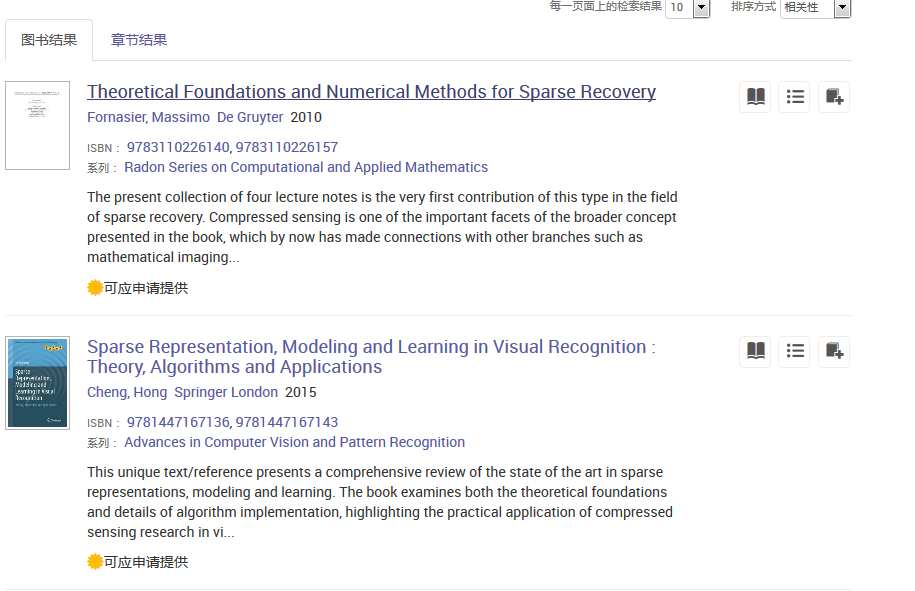 每一页面上的检索结果 10 排序方式 相关性
图书结果 章节结果
Theoretical Foundations and Numerical Methods for Sparse Recovery
Fornasier, Massimo De Gruyter 2010
ISBN : 9783110226140, 9783110226157
系列 : Radon Series on Computational and Applied Mathematics
The present collection of four lecture notes is the very first contribution of this type in the field
of sparse recovery. Compressed sensing is one of the important facets of the broader concept
presented in the book, which by now has made connections with other branches such as
mathematical imaging...
可应申请提供
Sparse Representation, Modeling and Learning in Visual Recognition :
Theory, Algorithms and Applications
Sparse
Representation,
Modeling and
Learning in Visual
Recognition
Cheng, Hong Springer London 2015
ISBN : 9781447167136, 9781447167143
系列 : Advances in Computer Vision and Pattern Recognition
This unique text/reference presents a comprehensive review of the state of the art in sparse
representations, modeling and learning. The book examines both the theoretical foundations
and details of algorithm implementation, highlighting the practical application of compressed
sensing research in vi...
可应申请提供